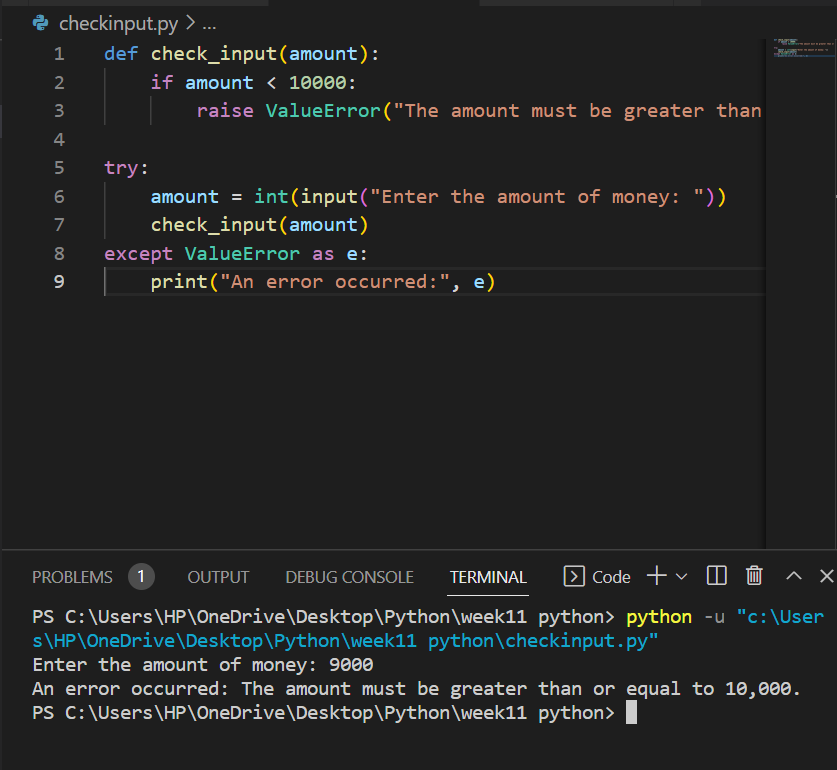 checkinput.py > ...
1 def check_input(amount):
2     if amount < 10000:
3         raise ValueError("The amount must be greater than
4
5 try:
6     amount = int(input("Enter the amount of money: "))
7     check_input(amount)
8 except ValueError as e:
9     print("An error occurred:", e)
PROBLEMS 1 OUTPUT DEBUG CONSOLE TERMINAL Code
PS C:\Users\HP\OneDrive\Desktop\Python\week11 python> python -u "c:\User
s\HP\OneDrive\Desktop\Python\week11 python\checkinput.py"
Enter the amount of money: 9000
An error occurred: The amount must be greater than or equal to 10,000.
PS C:\Users\HP\OneDrive\Desktop\Python\week11 python>